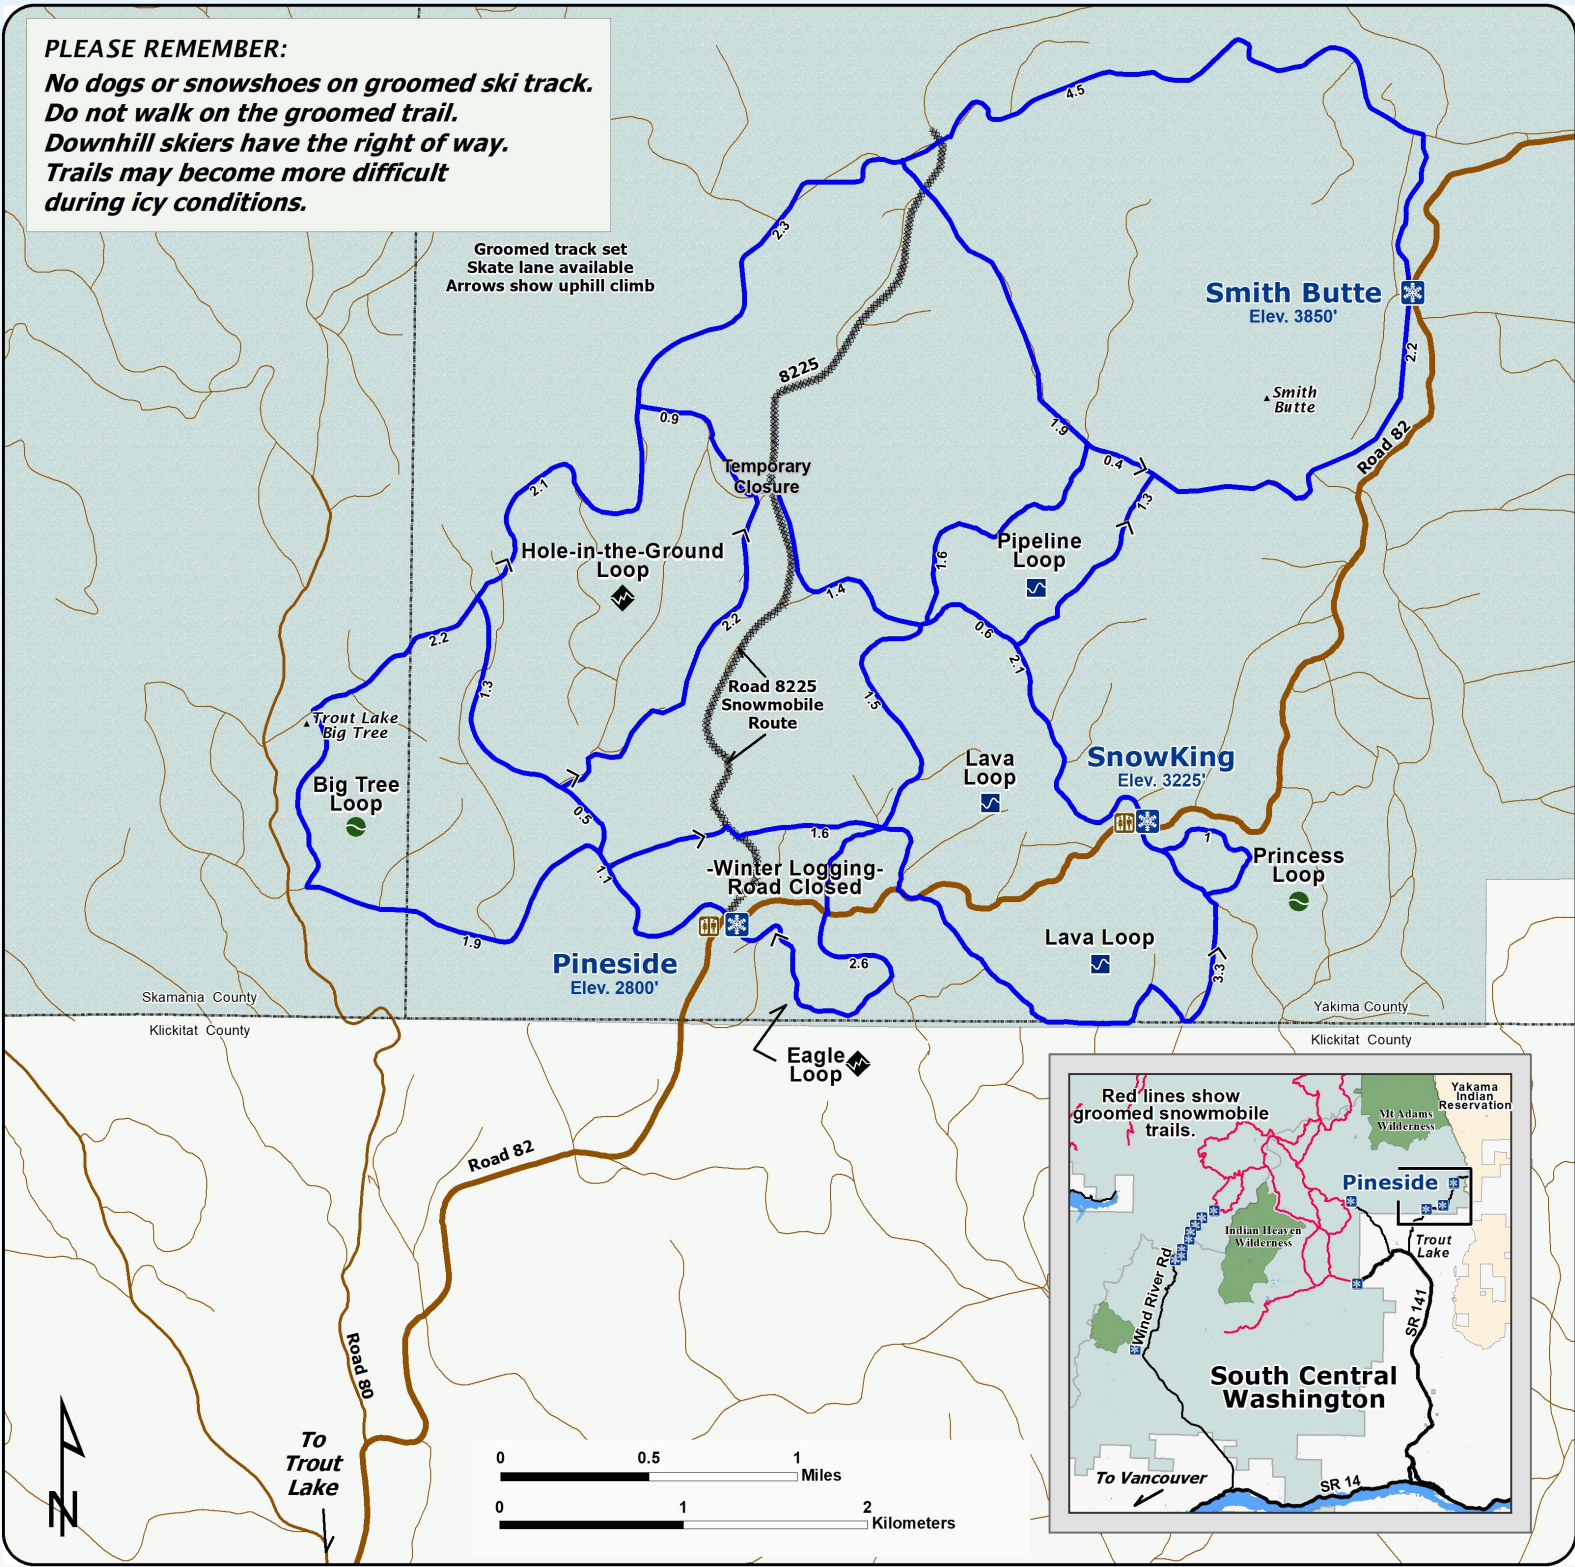 PLEASE REMEMBER:
No dogs or snowshoes on groomed ski track.
Do not walk on the groomed trail.
Downhill skiers have the right of way.
Trails may become more difficult
during icy conditions.
Groomed track set
Skate lane available
Arrows show uphill climb
4.5
2.3
Smith Butte
Elev. 3850'
2.2
8225
Smith
Butte
0.9
1.9
Road 82
0.4
Temporary
Closure
2.1
1.3
Hole-in-the-Ground
Loop
Pipeline
Loop
1.6
1.4
2.2
0.6
2.2
2.1
1.3
Road 8225
Snowmobile
Route
1.5
Trout Lake
Big Tree
Big Tree
Loop
Lava
Loop
SnowKing
Elev. 3225'
0.5
1.6
1
Princess
Loop
1.1
-Winter Logging-
Road Closed
1.9
Pineside
Elev. 2800'
2.6
Lava Loop
3.3
Skamania County
Klickitat County
Yakima County
Klickitat County
Eagle
Loop
Road 82
Road 80
To
Trout
Lake
N
0 0.5 1
Miles
0 1 2
Kilometers
Red lines show
groomed snowmobile
trails.
Mt Adams
Wilderness
Yakama
Indian
Reservation
Pineside
Indian Heaven
Wilderness
Trout
Lake
Wind River Rd
SR 141
South Central
Washington
To Vancouver
SR 14